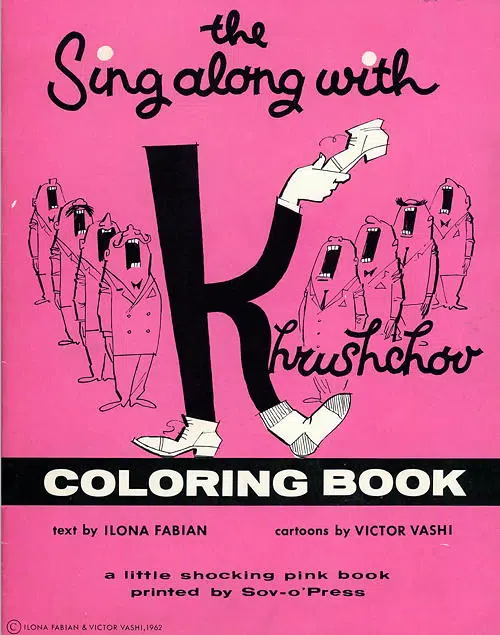 the
Sing along with
Khrushchov
COLORING BOOK
text by ILONA FABIAN
cartoons by VICTOR VASHI
a little shocking pink book
printed by Sov-o'Press
© ILONA FABIAN & VICTOR VASHI, 1962